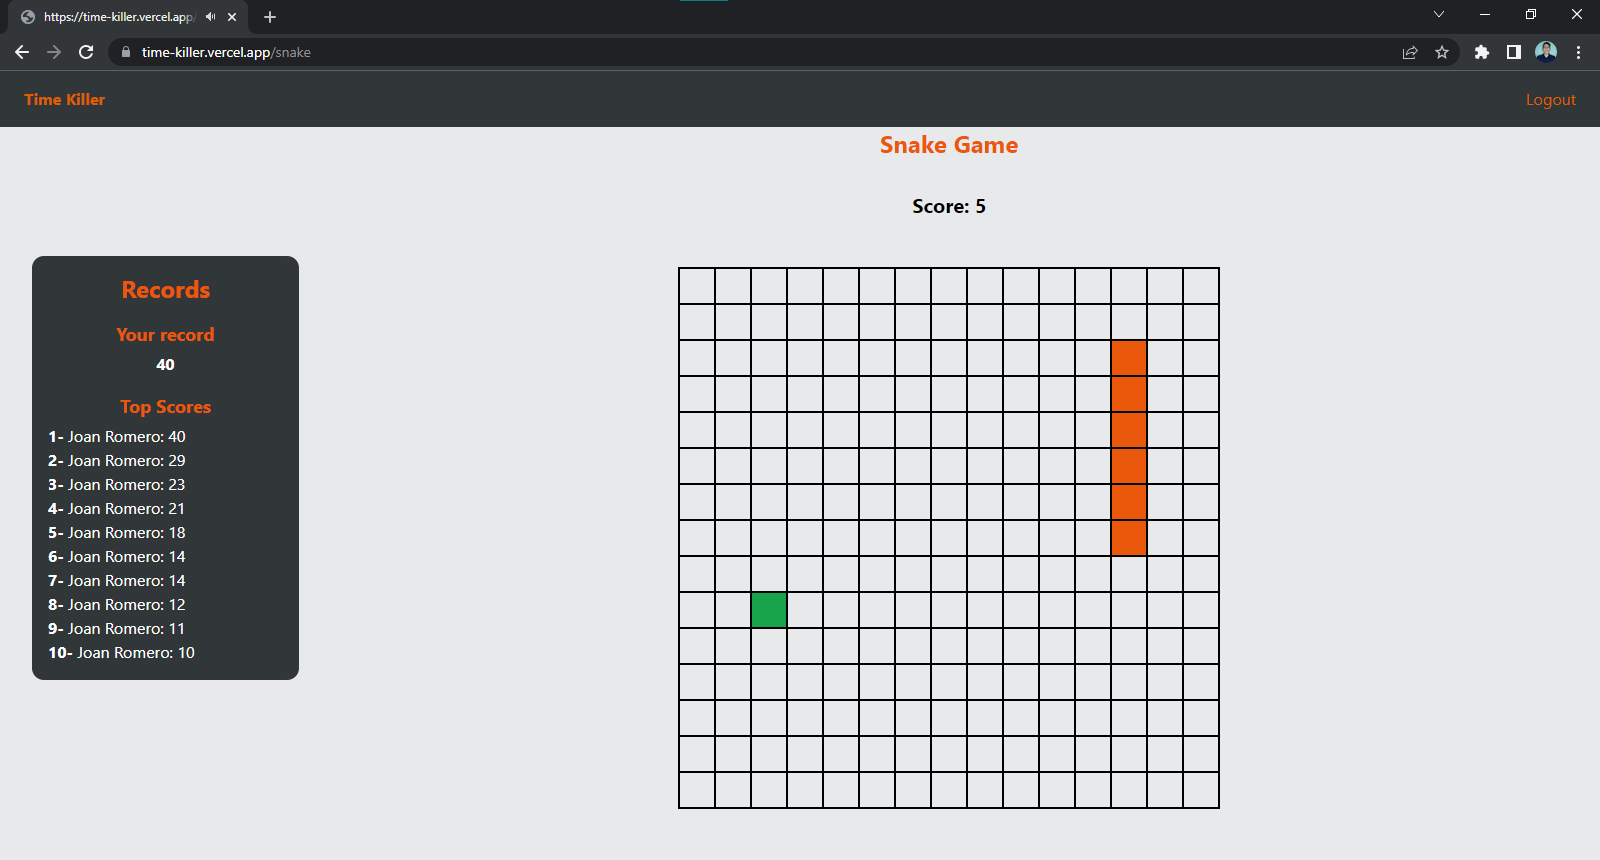 https://time-killer.vercel.app/
time-killer.vercel.app/snake
Time Killer
Logout
Snake Game
Score: 5
Records
Your record
40
Top Scores
1- Joan Romero: 40
2- Joan Romero: 29
3- Joan Romero: 23
4- Joan Romero: 21
5- Joan Romero: 18
6- Joan Romero: 14
7- Joan Romero: 14
8- Joan Romero: 12
9- Joan Romero: 11
10- Joan Romero: 10